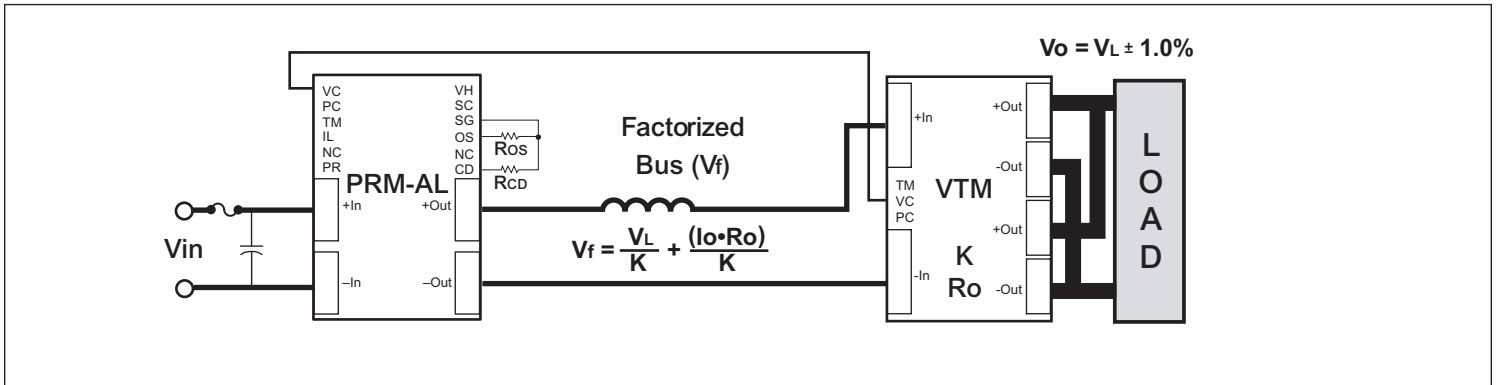 Vo = VL ± 1.0%
VC
PC
TM
IL
NC
PR
VH
SC
SG
OS
NC
CD
ROS
RCD
PRM-AL
+In
–In
+Out
–Out
Vin
Factorized
Bus (Vf)
Vf = VL/K + (Io•Ro)/K
+In
TM
VC
PC
-In
VTM
K
Ro
+Out
-Out
+Out
-Out
L
O
A
D